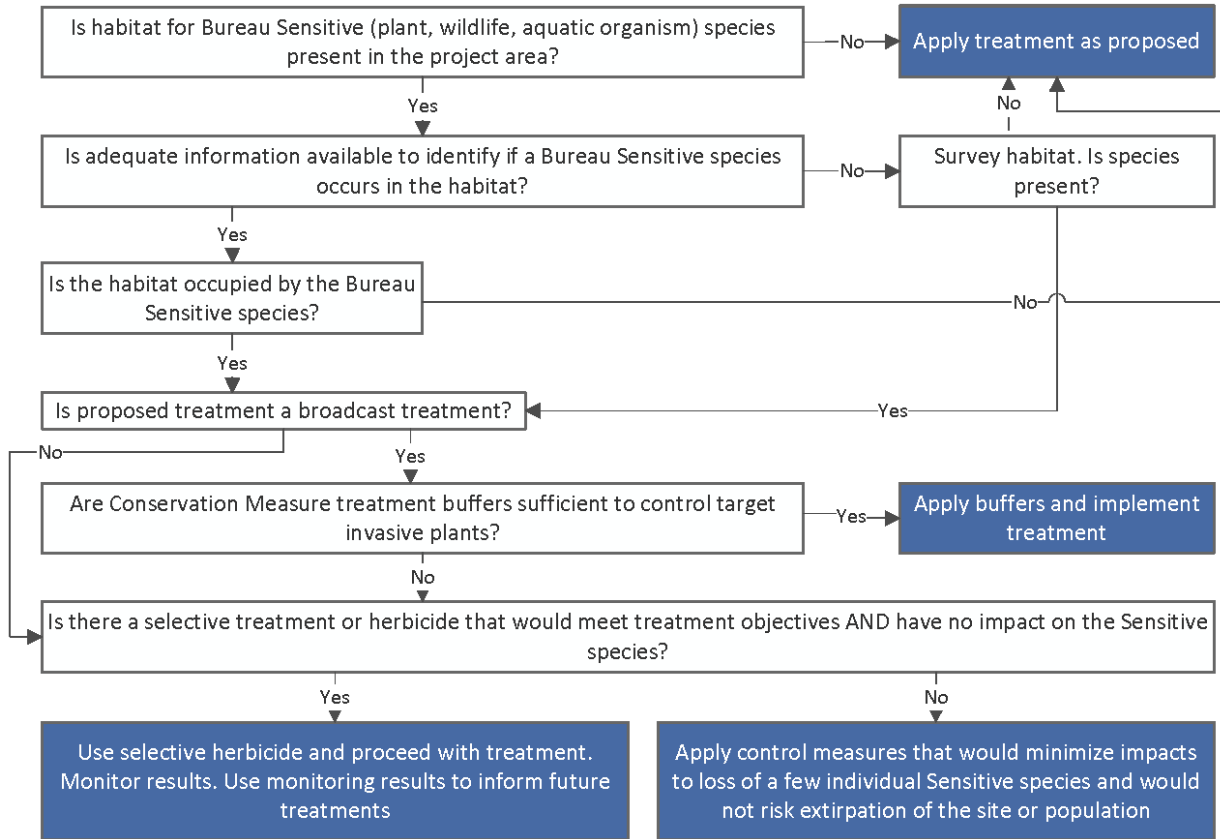 Is habitat for Bureau Sensitive (plant, wildlife, aquatic organism) species
present in the project area?
No
Apply treatment as proposed
Yes
No
Is adequate information available to identify if a Bureau Sensitive species
occurs in the habitat?
No
Survey habitat. Is species
present?
Yes
Is the habitat occupied by the Bureau
Sensitive species?
No
Yes
Is proposed treatment a broadcast treatment?
Yes
No
Yes
Are Conservation Measure treatment buffers sufficient to control target
invasive plants?
Yes
Apply buffers and implement
treatment
No
Is there a selective treatment or herbicide that would meet treatment objectives AND have no impact on the Sensitive
species?
Yes
No
Use selective herbicide and proceed with treatment.
Monitor results. Use monitoring results to inform future
treatments
Apply control measures that would minimize impacts
to loss of a few individual Sensitive species and would
not risk extirpation of the site or population